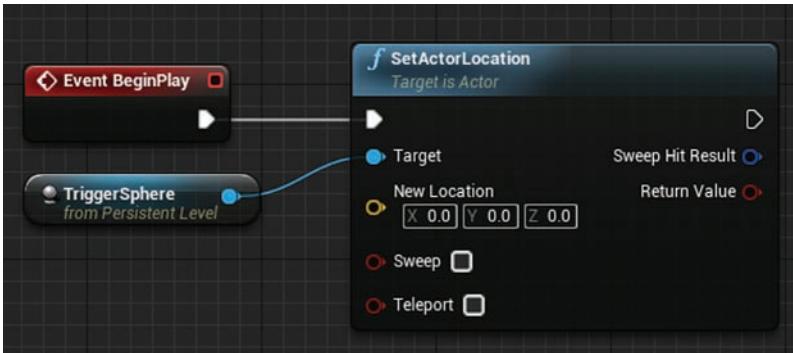 Event BeginPlay
SetActorLocation
Target is Actor
Target
Sweep Hit Result
TriggerSphere
from Persistent Level
New Location
Return Value
X 0.0 Y 0.0 Z 0.0
Sweep
Teleport